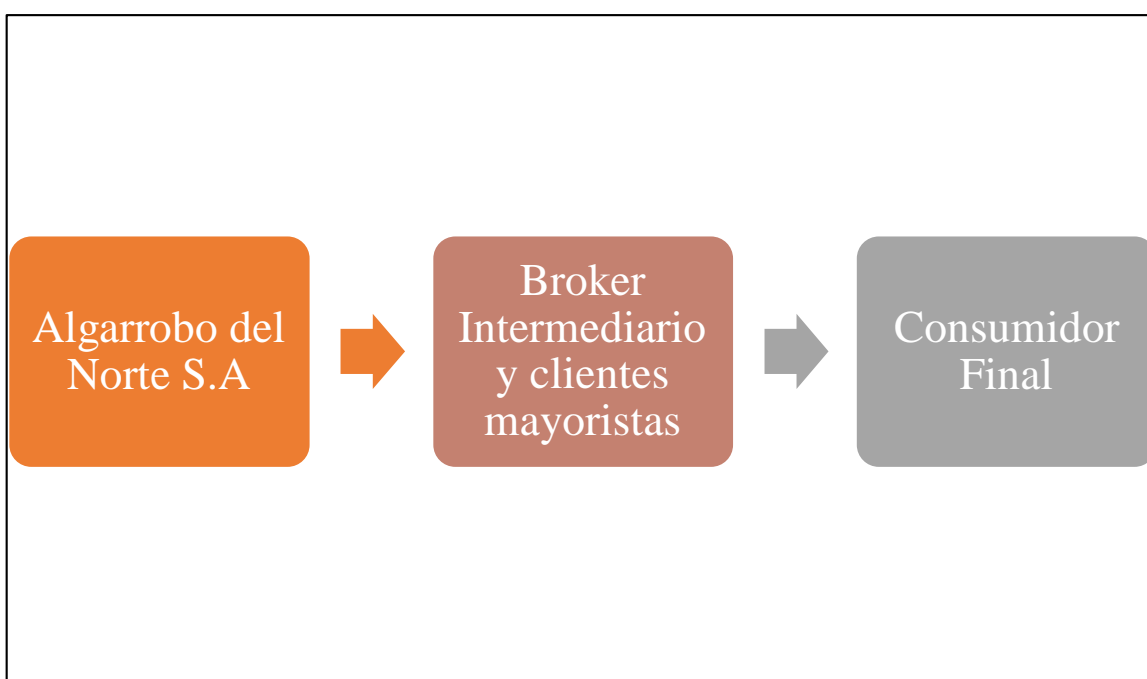 Algarrobo del
Norte S.A
Broker
Intermediario
y clientes
mayoristas
Consumidor
Final